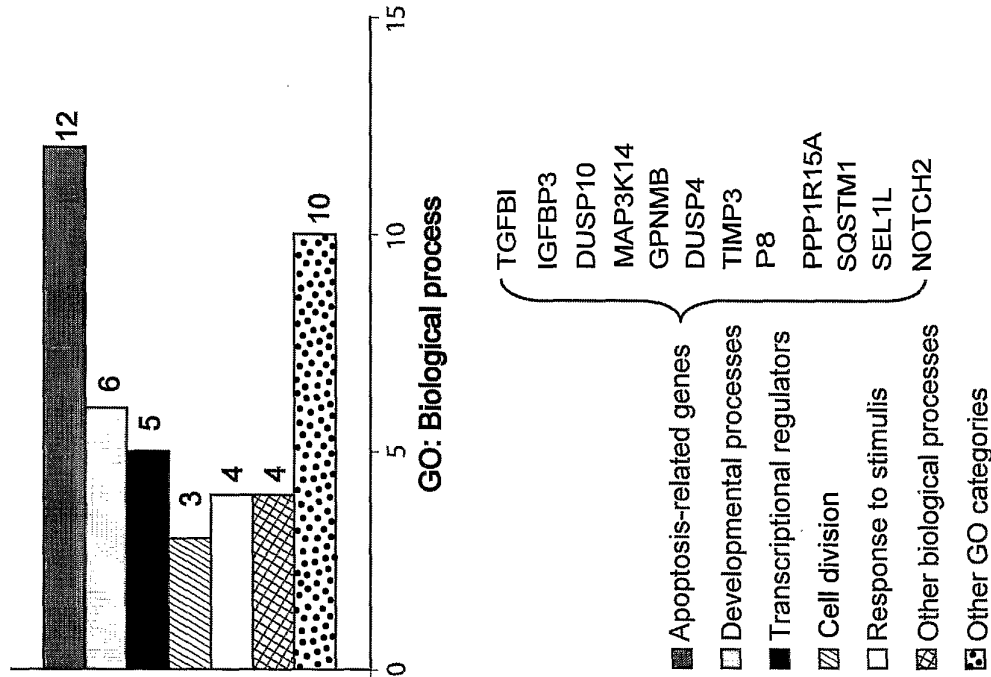 12
6
5
3
4
4
10
0
5
10
15
GO: Biological process
Apoptosis-related genes
Developmental processes
Transcriptional regulators
Cell division
Response to stimulis
Other biological processes
Other GO categories
TGFBI
IGFBP3
DUSP10
MAP3K14
GPNMB
DUSP4
TIMP3
P8
PPP1R15A
SQSTM1
SEL1L
NOTCH2